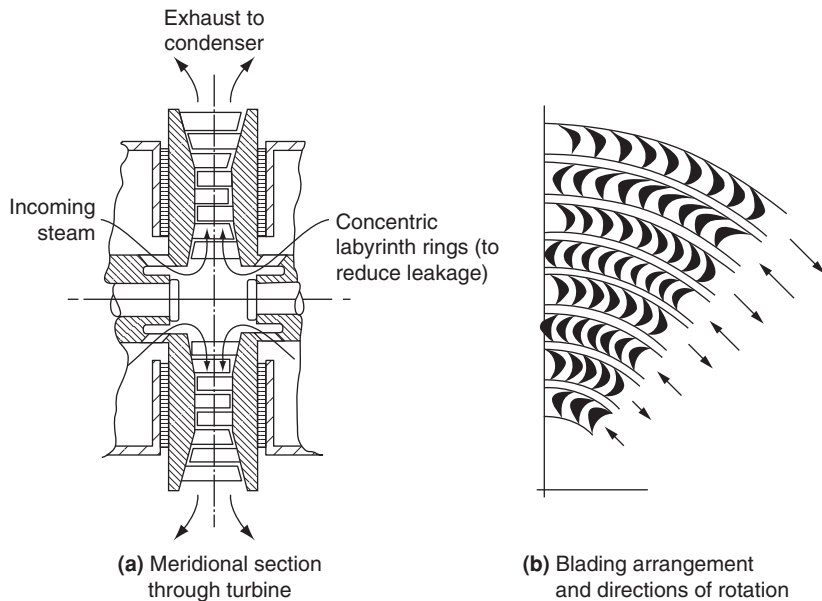 Exhaust to
condenser
Incoming
steam
Concentric
labyrinth rings (to
reduce leakage)
(a) Meridional section
through turbine
(b) Blading arrangement
and directions of rotation